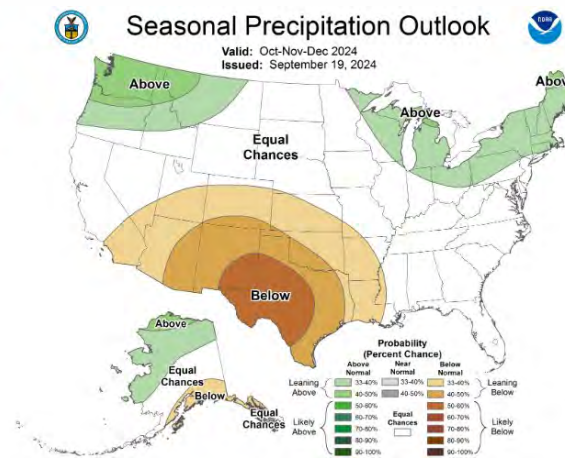 Seasonal Precipitation Outlook
NOAA
Valid: Oct-Nov-Dec 2024
Issued: September 19, 2024
Above
Above
Above
Equal
Chances
Below
Above
Equal
Chances
Below
Equal
Chances
Probability
(Percent Chance)
Above Normal
Near Normal
Below Normal
Leaning Above
33-40%
33-40%
33-40%
Leaning Below
40-50%
40-50%
40-50%
Likely Above
50-60%
Equal Chances
50-60%
Likely Below
60-70%
60-70%
70-80%
70-80%
80-90%
80-90%
90-100%
90-100%